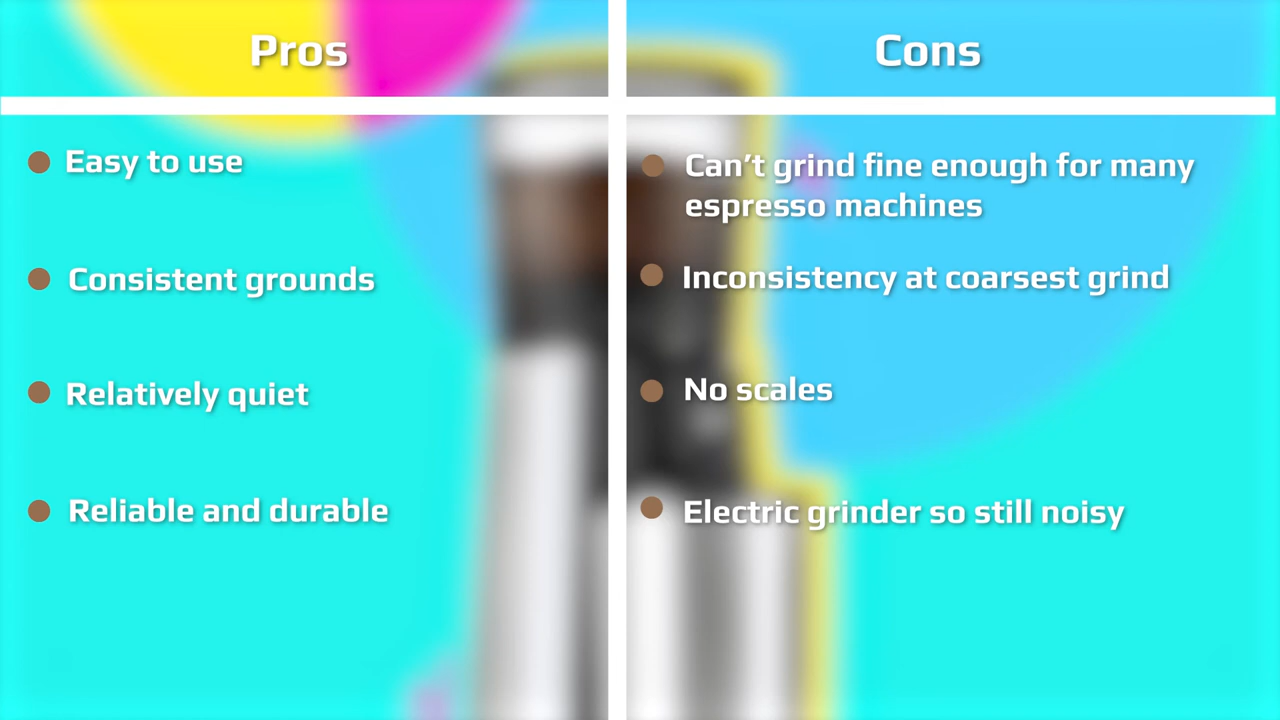 Pros
Easy to use
Consistent grounds
Relatively quiet
Reliable and durable
Cons
Can’t grind fine enough for many
espresso machines
Inconsistency at coarsest grind
No scales
Electric grinder so still noisy